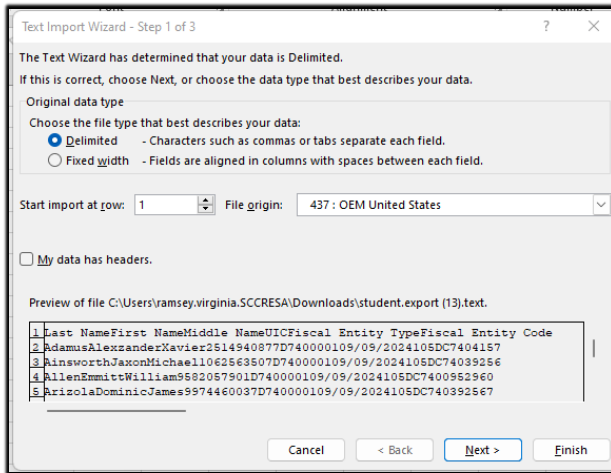 Text Import Wizard - Step 1 of 3 ? ×
The Text Wizard has determined that your data is Delimited.
If this is correct, choose Next, or choose the data type that best describes your data.
Original data type
Choose the file type that best describes your data:
Delimited - Characters such as commas or tabs separate each field.
Fixed width - Fields are aligned in columns with spaces between each field.
Start import at row: 1 File origin: 437 : OEM United States
My data has headers.
Preview of file C:\Users\ramsey.virginia.SCCRESA\Downloads\student.export (13).text.
1 Last NameFirst NameMiddle NameUICFiscal Entity TypeFiscal Entity Code
2 AdamusAlexzanderXavier2514940877D740000109/09/2024105DC7404157
3 AinsworthJaxonMichael1062563507D740000109/09/2024105DC74039256
4 AllenEmmittWilliam9582057901D740000109/09/2024105DC7400952960
5 ArizolaDominicJames9974460037D740000109/09/2024105DC740392567
Cancel < Back Next > Finish